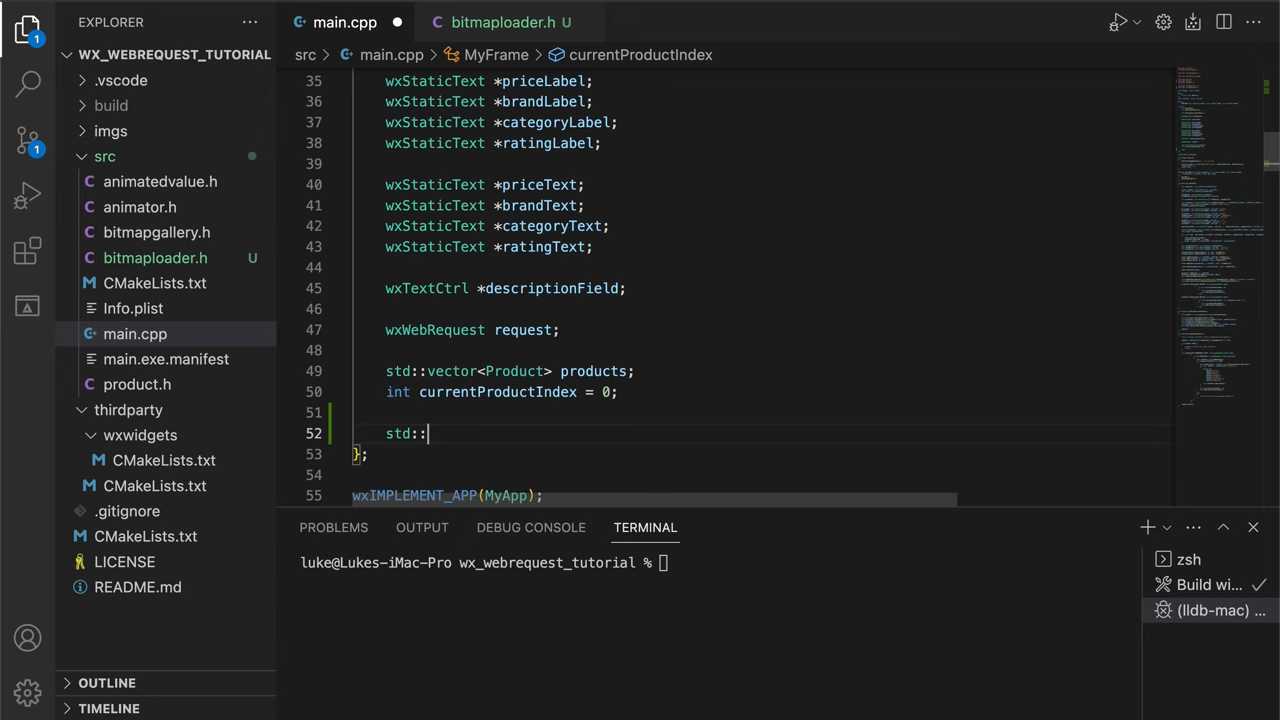 EXPLORER
main.cpp
bitmaploader.h U
1
WX_WEBREQUEST_TUTORIAL
src > main.cpp > MyFrame > currentProductIndex
.vscode
build
imgs
1
src
animatedvalue.h
animator.h
bitmapgallery.h
bitmaploader.h U
CMakeLists.txt
Info.plist
main.cpp
main.exe.manifest
product.h
thirdparty
wxwidgets
CMakeLists.txt
CMakeLists.txt
.gitignore
CMakeLists.txt
LICENSE
README.md
OUTLINE
TIMELINE
35 wxStaticText *priceLabel;
36 wxStaticText *brandLabel;
37 wxStaticText *categoryLabel;
38 wxStaticText *ratingLabel;
39
40 wxStaticText *priceText;
41 wxStaticText *brandText;
42 wxStaticText *categoryText;
43 wxStaticText *ratingText;
44
45 wxTextCtrl *descriptionField;
46
47 wxWebRequest request;
48
49 std::vector<Product> products;
50 int currentProductIndex = 0;
51
52 std::
53 };
54
55 wxIMPLEMENT_APP(MyApp);
PROBLEMS OUTPUT DEBUG CONSOLE TERMINAL
luke@Lukes-iMac-Pro wx_webrequest_tutorial %
zsh
Build wi...
(lldb-mac) ...